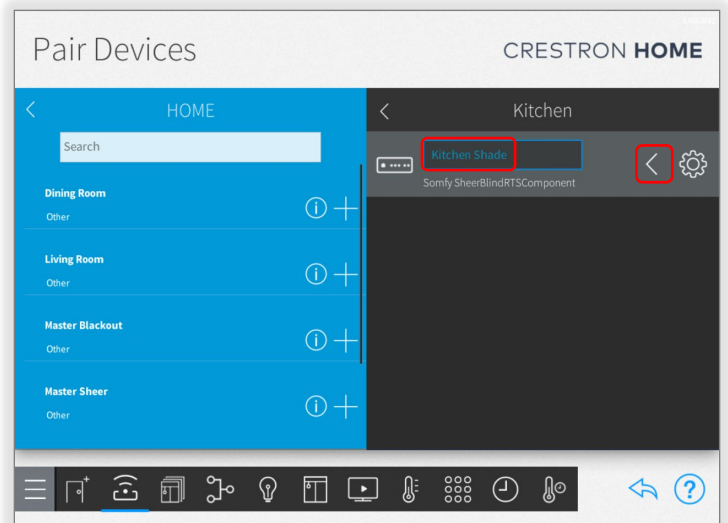 Pair Devices
CRESTRON HOME
HOME
Search
Dining Room
Other
Living Room
Other
Master Blackout
Other
Master Sheer
Other
Kitchen
Kitchen Shade
Somfy SheerBlindRTSComponent